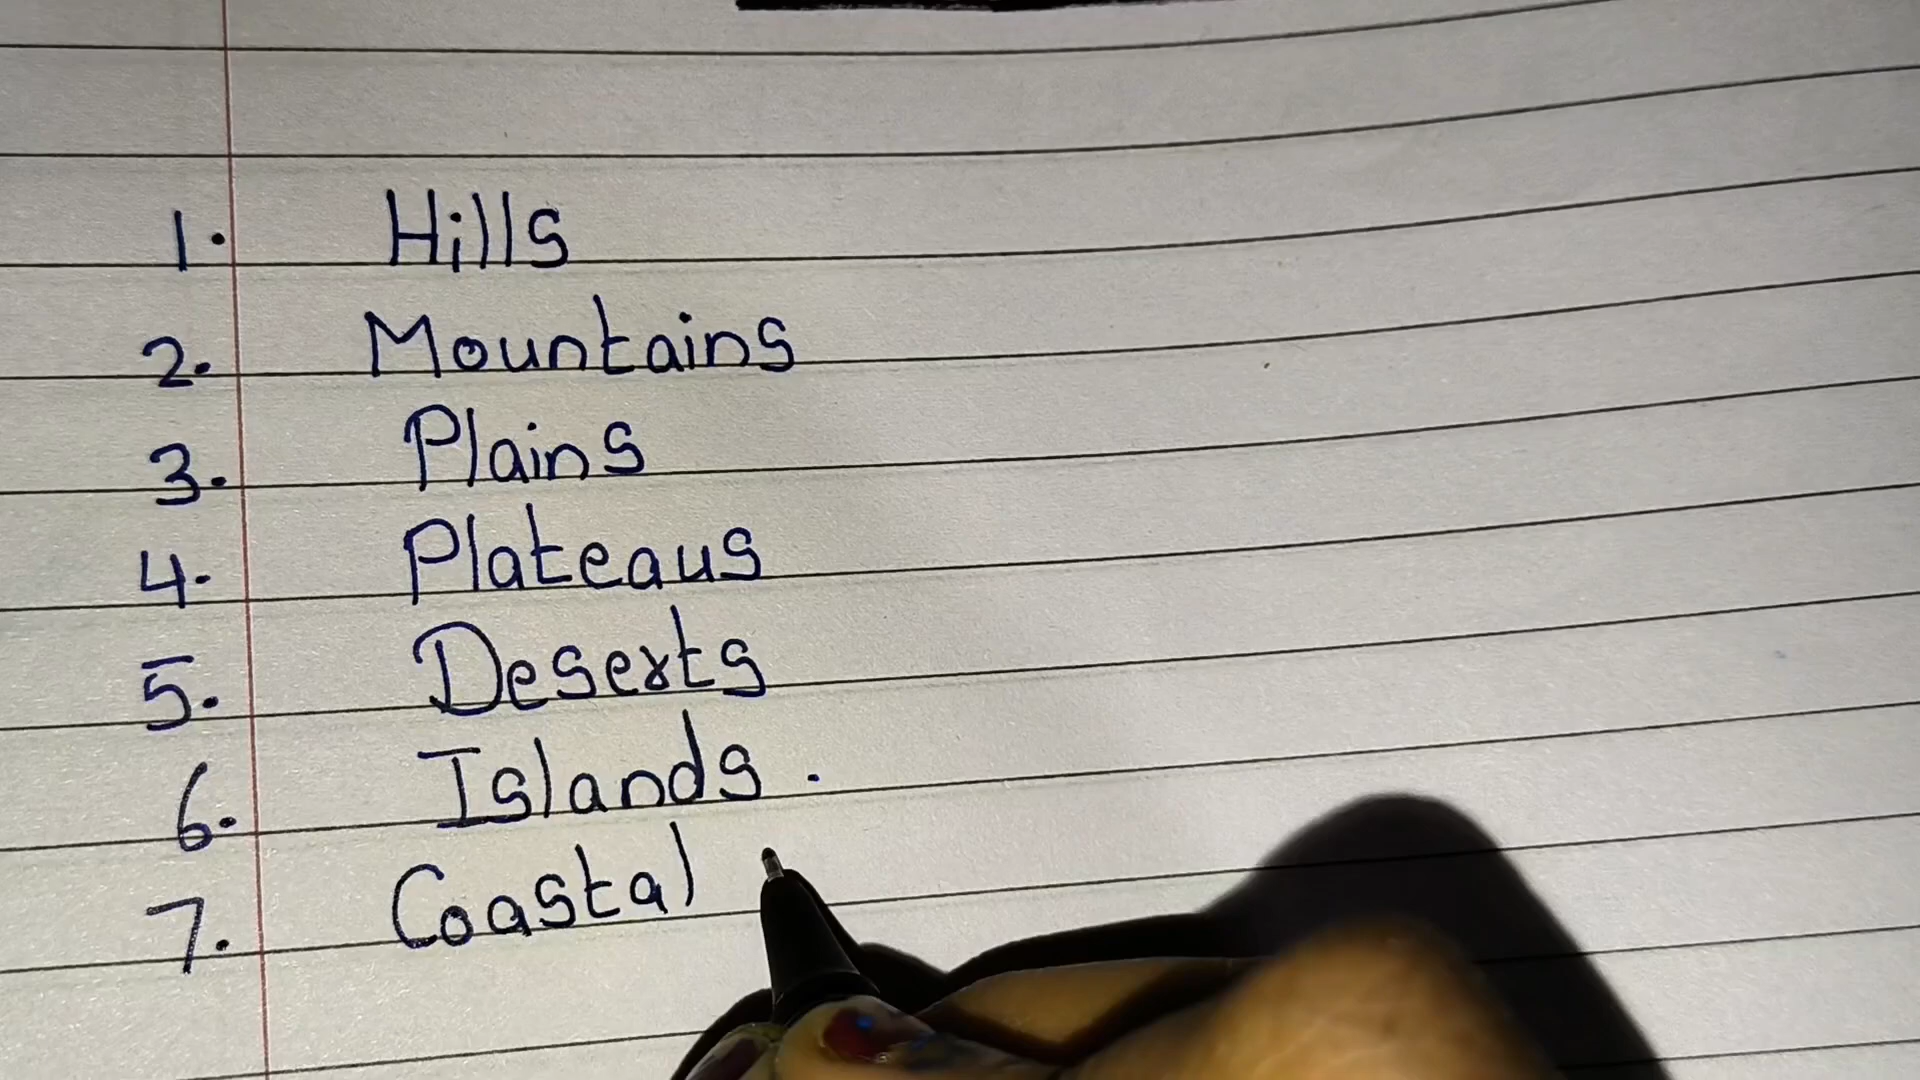 1. Hills
2. Mountains
3. Plains
4. Plateaus
5. Deserts
6. Islands.
7. Coastal